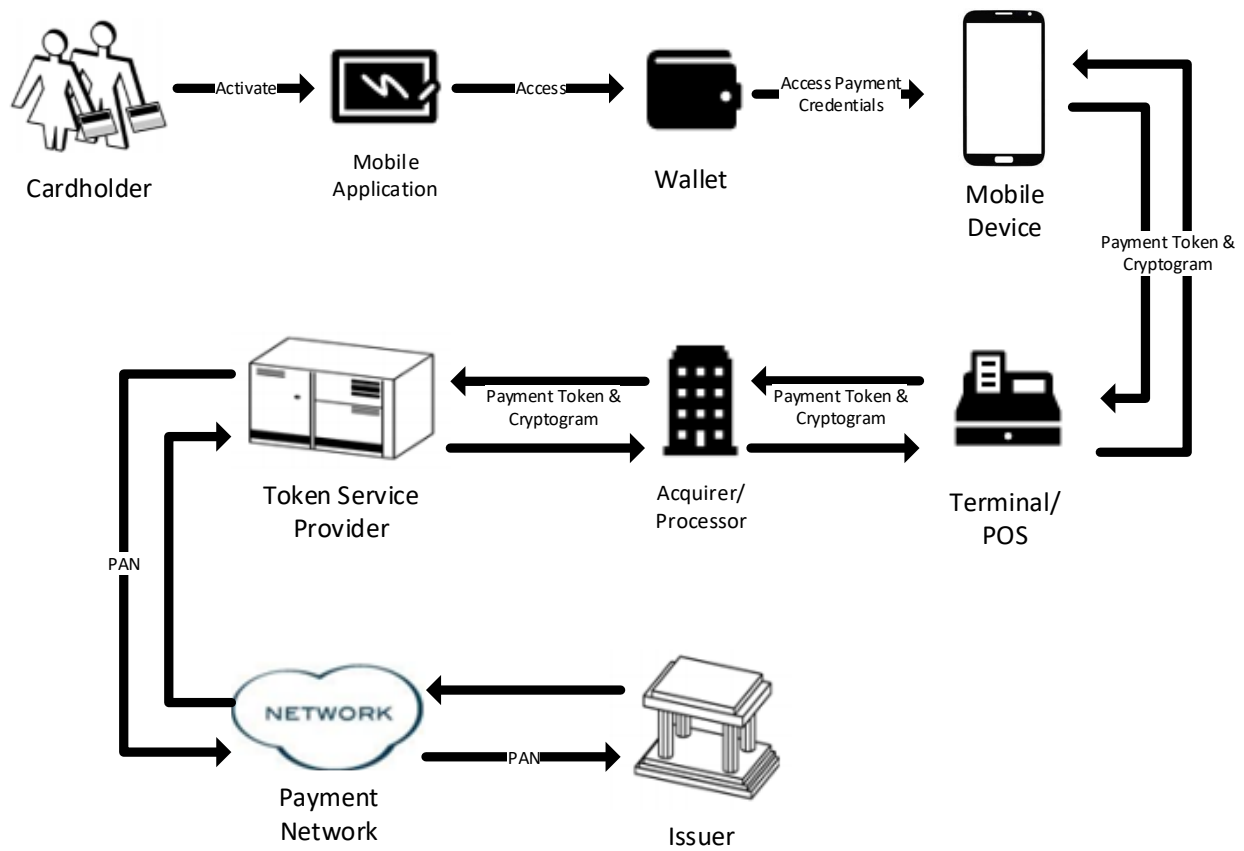 Activate
Access
Access Payment
Credentials
Cardholder
Mobile
Application
Wallet
Mobile
Device
Payment Token &
Cryptogram
Payment Token &
Cryptogram
Payment Token &
Cryptogram
Token Service
Provider
Acquirer/
Processor
Terminal/
POS
PAN
NETWORK
PAN
Payment
Network
Issuer